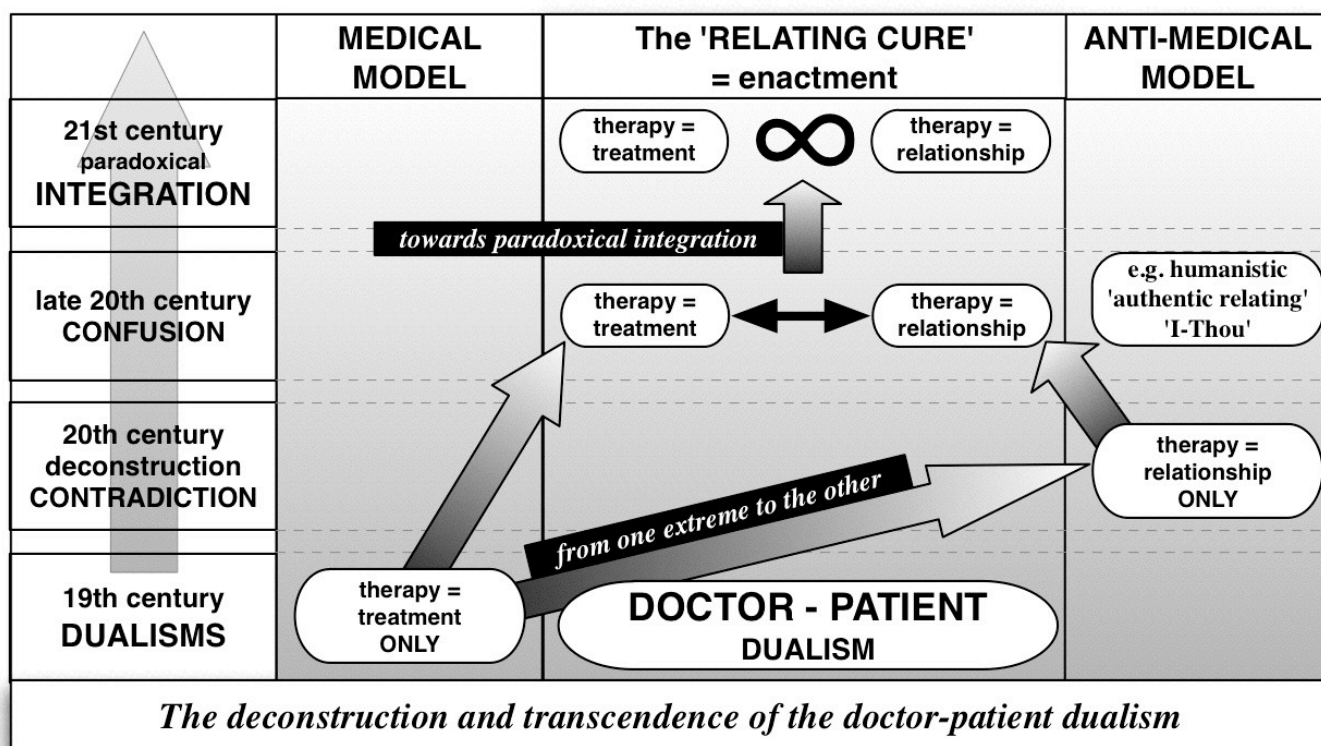 MEDICAL
MODEL
The 'RELATING CURE'
= enactment
ANTI-MEDICAL
MODEL
21st century
paradoxical
INTEGRATION
therapy =
treatment
therapy =
relationship
towards paradoxical integration
late 20th century
CONFUSION
therapy =
treatment
therapy =
relationship
e.g. humanistic
'authentic relating'
'I-Thou'
20th century
deconstruction
CONTRADICTION
from one extreme to the other
therapy =
relationship
ONLY
19th century
DUALISMS
therapy =
treatment
ONLY
DOCTOR - PATIENT
DUALISM
The deconstruction and transcendence of the doctor-patient dualism